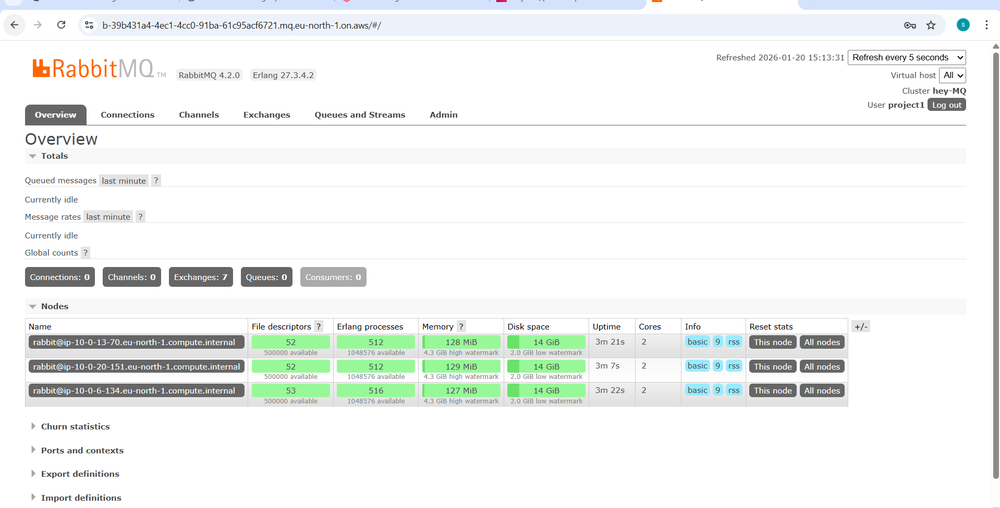 b-39b431a4-4ec1-4cc0-91ba-61c95acf6721.mq.eu-north-1.on.aws/#/
S
Refreshed 2026-01-20 15:13:31 Refresh every 5 seconds
RabbitMQ TM RabbitMQ 4.2.0 Erlang 27.3.4.2
Virtual host All
Cluster hey-MQ
User project1 Log out
Overview Connections Channels Exchanges Queues and Streams Admin
Overview
Totals
Queued messages last minute ?
Currently idle
Message rates last minute ?
Currently idle
Global counts ?
Connections: 0 Channels: 0 Exchanges: 7 Queues: 0 Consumers: 0
Nodes
Name File descriptors ? Erlang processes Memory ? Disk space Uptime Cores Info Reset stats +/-
rabbit@ip-10-0-13-70.eu-north-1.compute.internal 52 512 128 MiB 14 GiB 3m 21s 2 basic 9 rss This node All nodes
500000 available 1048576 available 4.3 GiB high watermark 2.0 GiB low watermark
rabbit@ip-10-0-20-151.eu-north-1.compute.internal 52 512 129 MiB 14 GiB 3m 7s 2 basic 9 rss This node All nodes
500000 available 1048576 available 4.3 GiB high watermark 2.0 GiB low watermark
rabbit@ip-10-0-6-134.eu-north-1.compute.internal 53 516 127 MiB 14 GiB 3m 22s 2 basic 9 rss This node All nodes
500000 available 1048576 available 4.3 GiB high watermark 2.0 GiB low watermark
Churn statistics
Ports and contexts
Export definitions
Import definitions